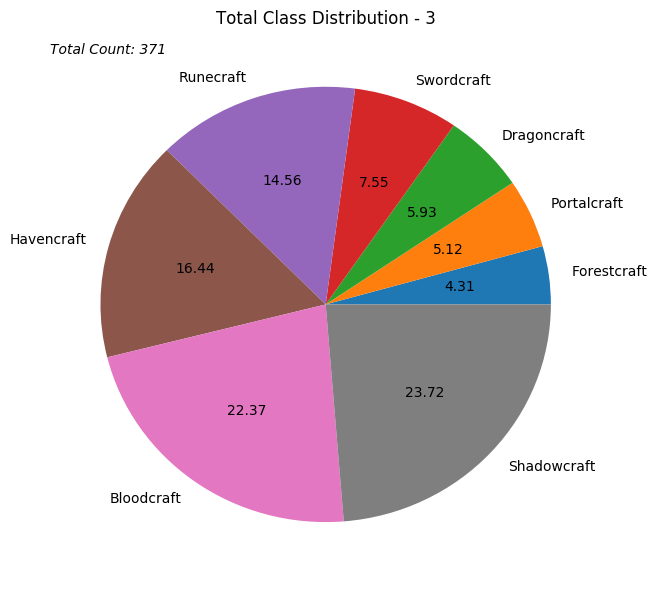 Total Class Distribution - 3
Total Count: 371
Runecraft
Swordcraft
Dragoncraft
Portalcraft
Forestcraft
Havencraft
Bloodcraft
Shadowcraft
14.56
7.55
5.93
5.12
4.31
16.44
22.37
23.72